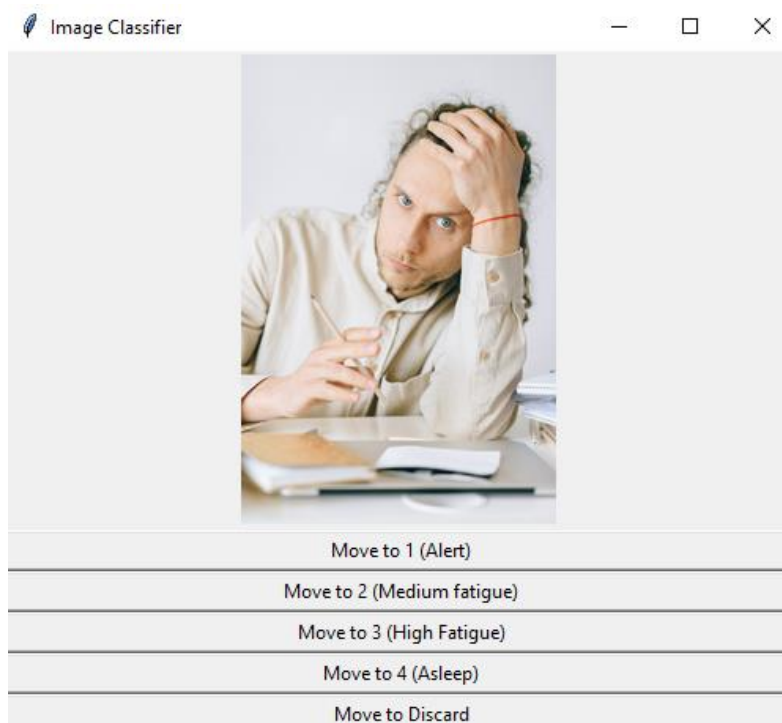 Image Classifier
Move to 1 (Alert)
Move to 2 (Medium fatigue)
Move to 3 (High Fatigue)
Move to 4 (Asleep)
Move to Discard